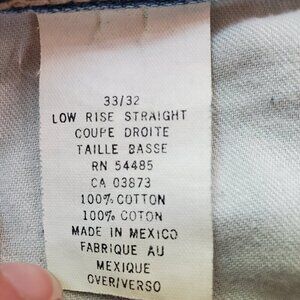 33/32
LOW RISE STRAIGHT
COUPE DROITE
TAILLE BASSE
RN 54485
CA 03873
100% COTTON
100% COTON
MADE IN MEXICO
FABRIQUE AU
MEXIQUE
OVER/VERSO